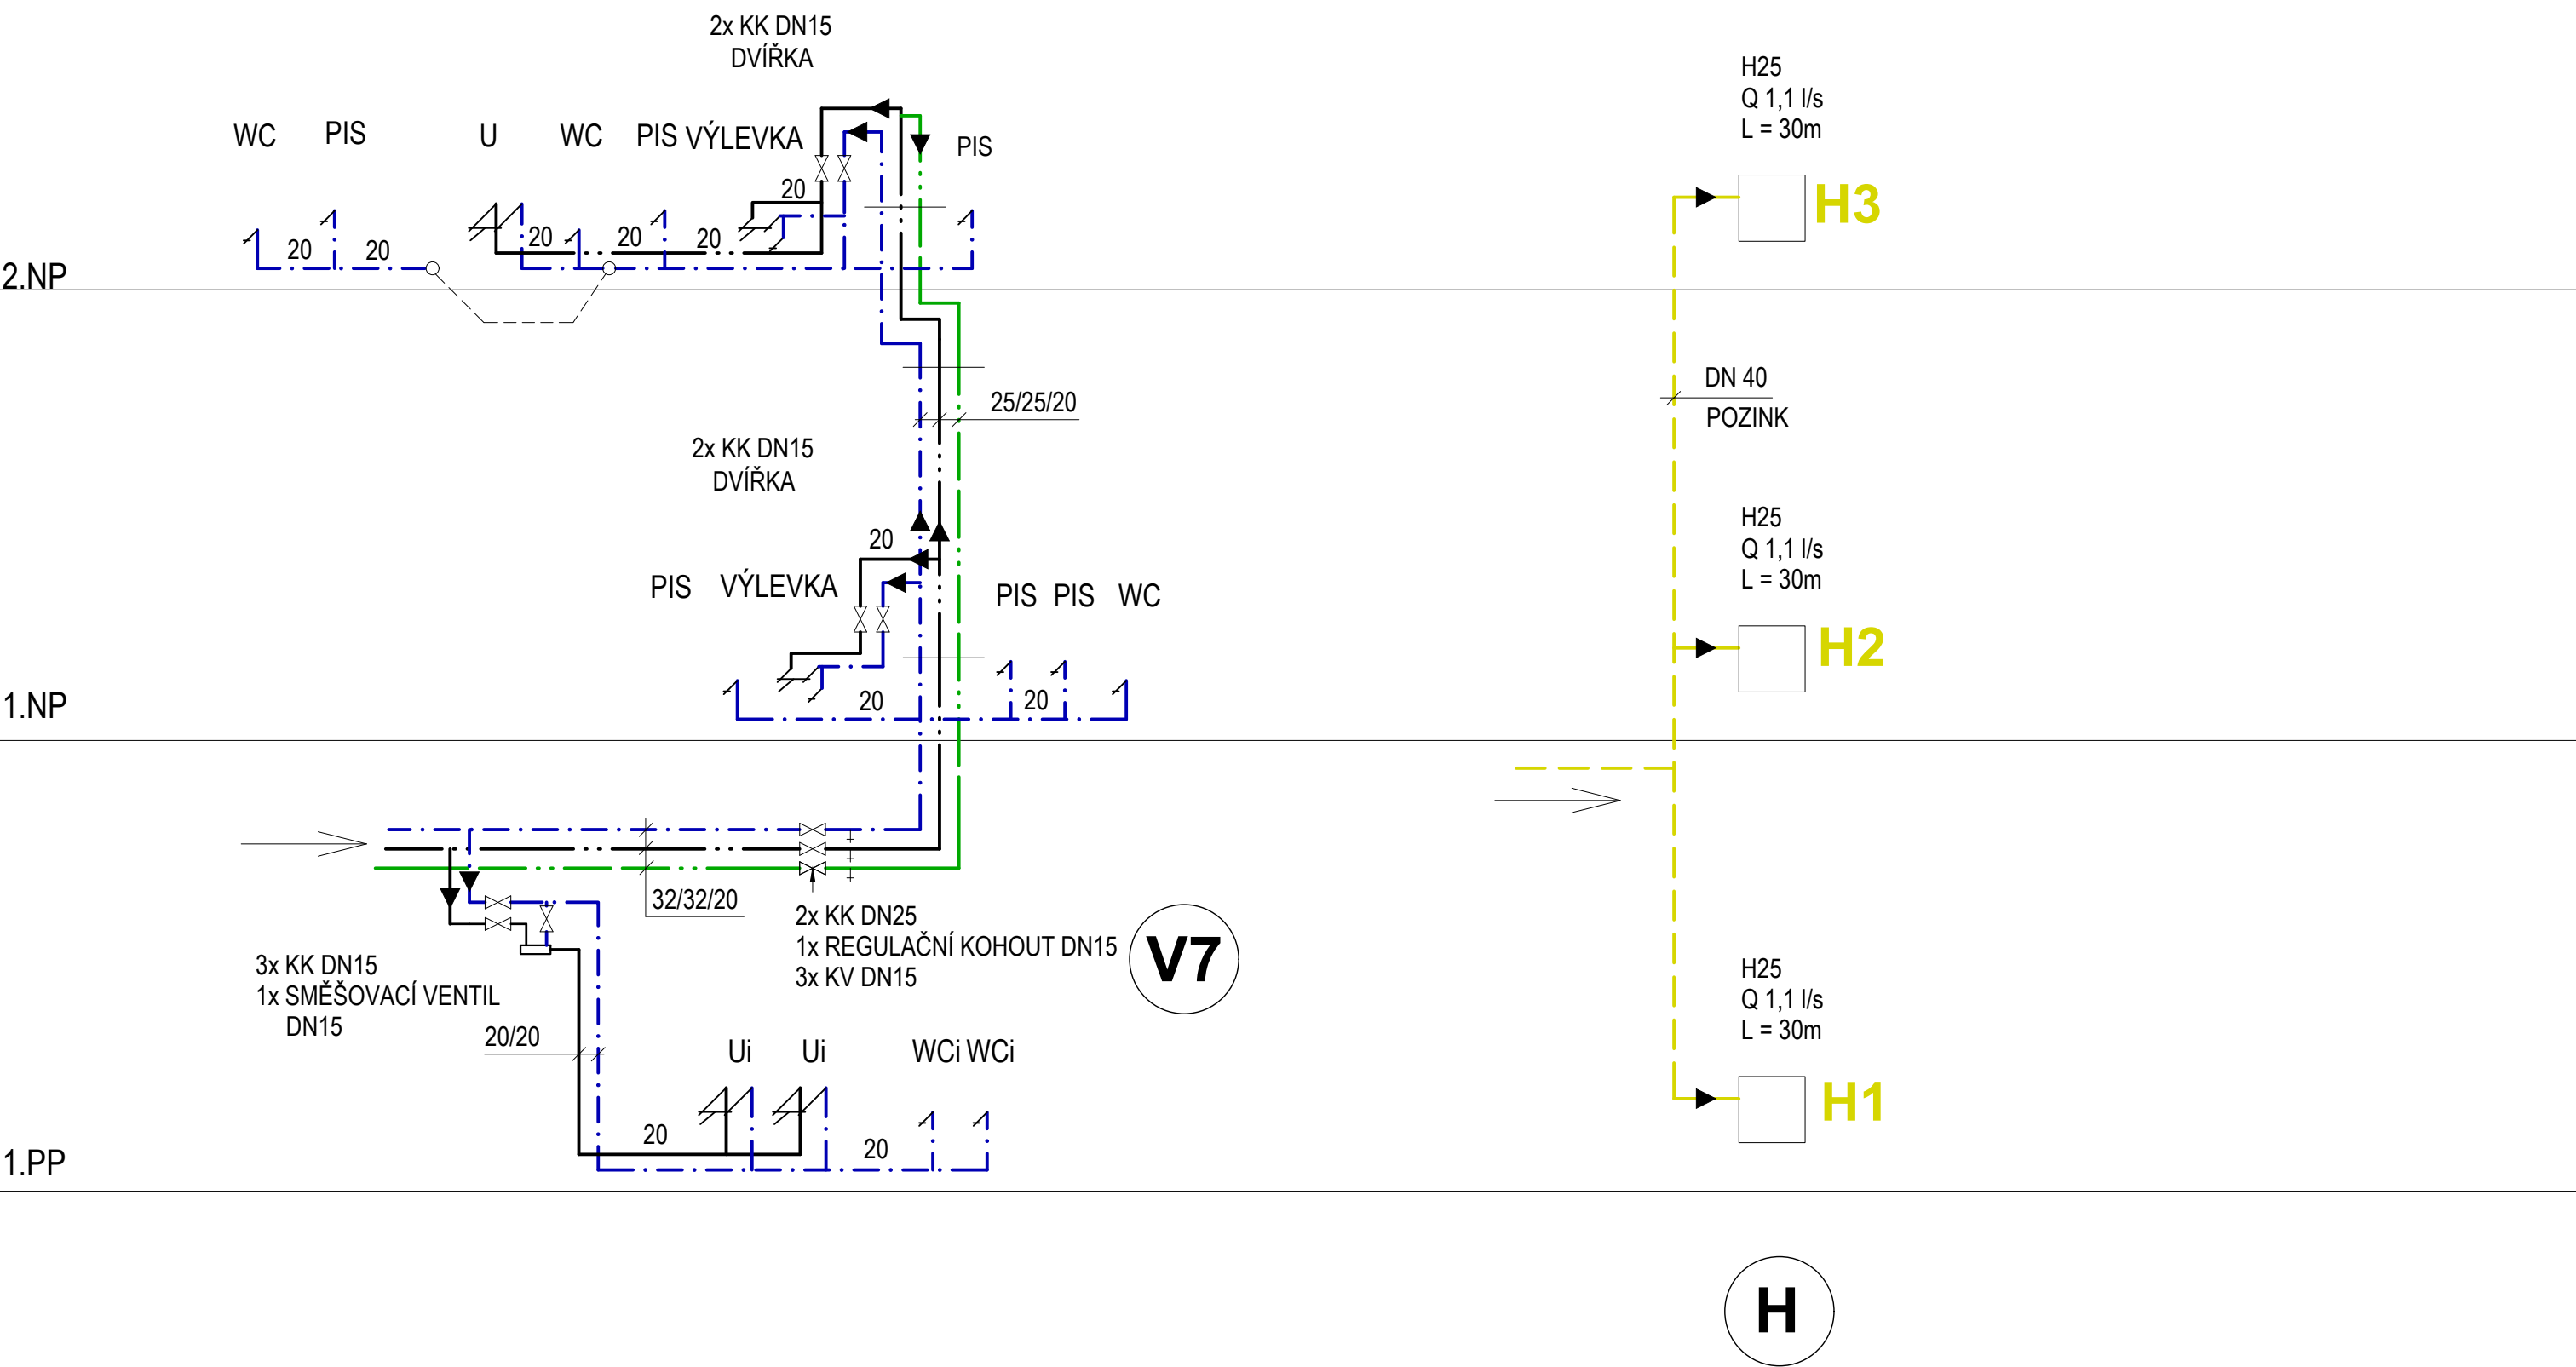 2x KK DN15
DVÍŘKA
H25
Q 1,1 l/s
L = 30m
WC PIS U WC PIS VÝLEVKA PIS
20
H3
20 20 20 20 20
2.NP
DN 40
POZINK
25/25/20
2x KK DN15
DVÍŘKA
H25
Q 1,1 l/s
L = 30m
20
PIS VÝLEVKA PIS PIS WC
H2
20 20
1.NP
32/32/20
2x KK DN25
1x REGULAČNÍ KOHOUT DN15
3x KV DN15
V7
3x KK DN15
1x SMĚŠOVACÍ VENTIL
DN15
H25
Q 1,1 l/s
L = 30m
20/20
Ui Ui WCi WCi
H1
20 20
1.PP
H